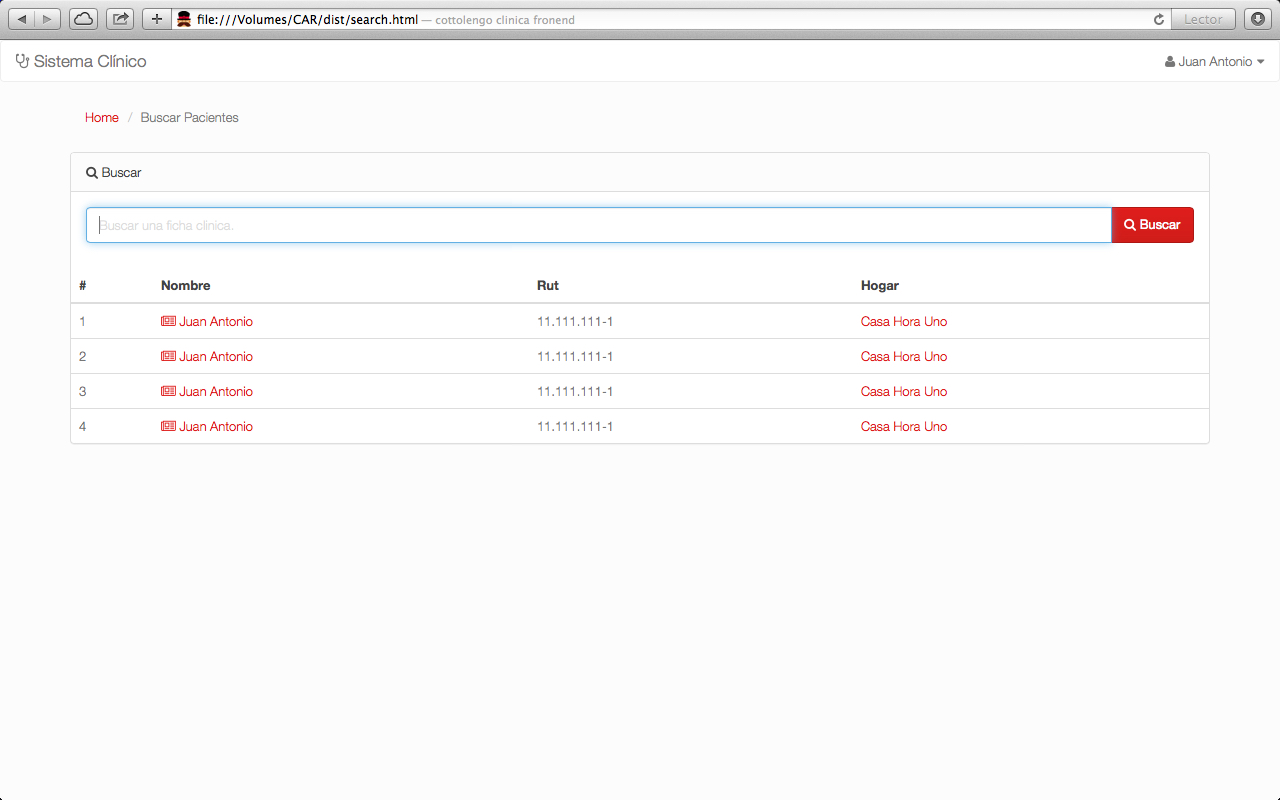 file:///Volumes/CAR/dist/search.html — cottolengo clinica fronend
Lector
Sistema Clínico
Juan Antonio
Home / Buscar Pacientes
Buscar
Buscar una ficha clínica.
Buscar
# Nombre Rut Hogar
1 Juan Antonio 11.111.111-1 Casa Hora Uno
2 Juan Antonio 11.111.111-1 Casa Hora Uno
3 Juan Antonio 11.111.111-1 Casa Hora Uno
4 Juan Antonio 11.111.111-1 Casa Hora Uno